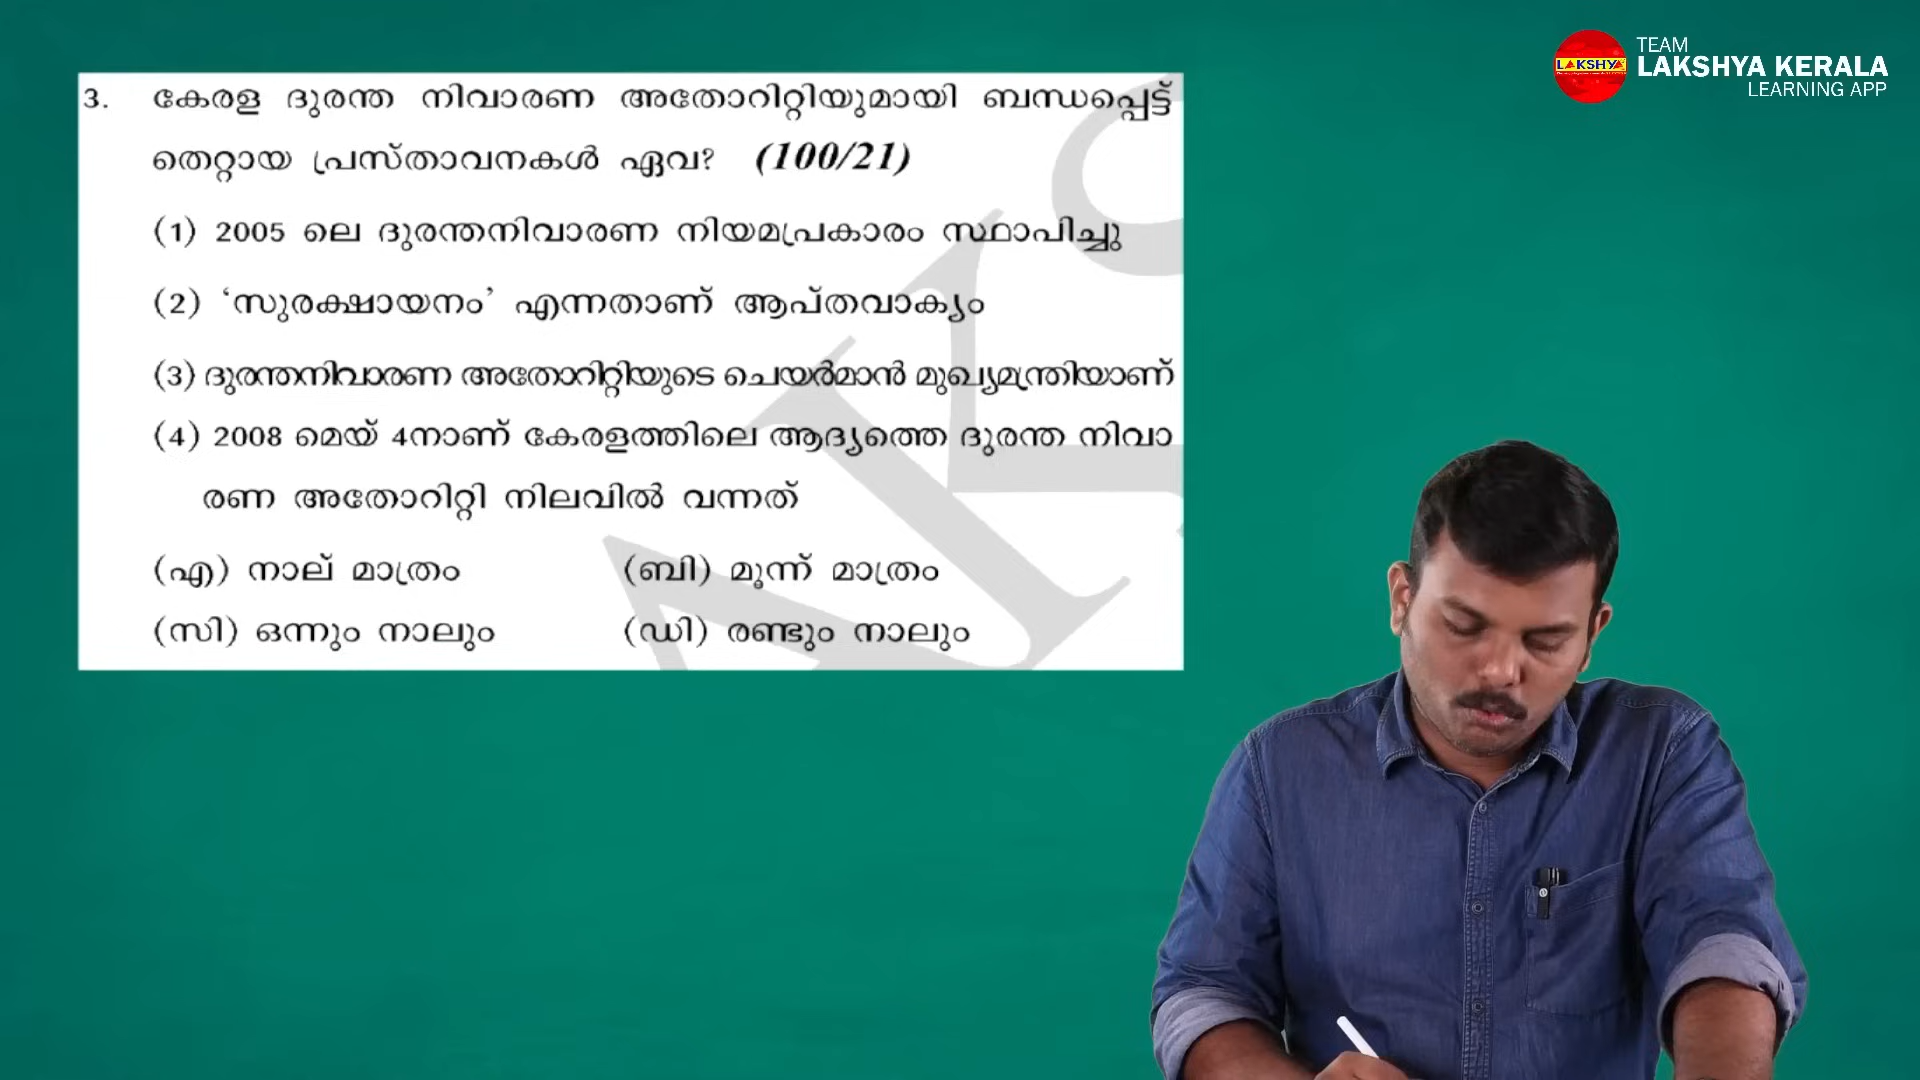 TEAM
LAKSHYA
LAKSHYA KERALA
LEARNING APP
3. കേരള ദുരന്ത നിവാരണ അതോറിറ്റിയുമായി ബന്ധപ്പെട്ട്
തെറ്റായ പ്രസ്താവനകൾ ഏവ? (100/21)
(1) 2005 ലെ ദുരന്തനിവാരണ നിയമപ്രകാരം സ്ഥാപിച്ചു
(2) ‘സുരക്ഷായനം’ എന്നതാണ് ആപ്തവാക്യം
(3) ദുരന്തനിവാരണ അതോറിറ്റിയുടെ ചെയർമാൻ മുഖ്യമന്ത്രിയാണ്
(4) 2008 മെയ് 4നാണ് കേരളത്തിലെ ആദ്യത്തെ ദുരന്ത നിവാ
രണ അതോറിറ്റി നിലവിൽ വന്നത്
(എ) നാല് മാത്രം (ബി) മൂന്ന് മാത്രം
(സി) ഒന്നും നാലും (ഡി) രണ്ടും നാലും